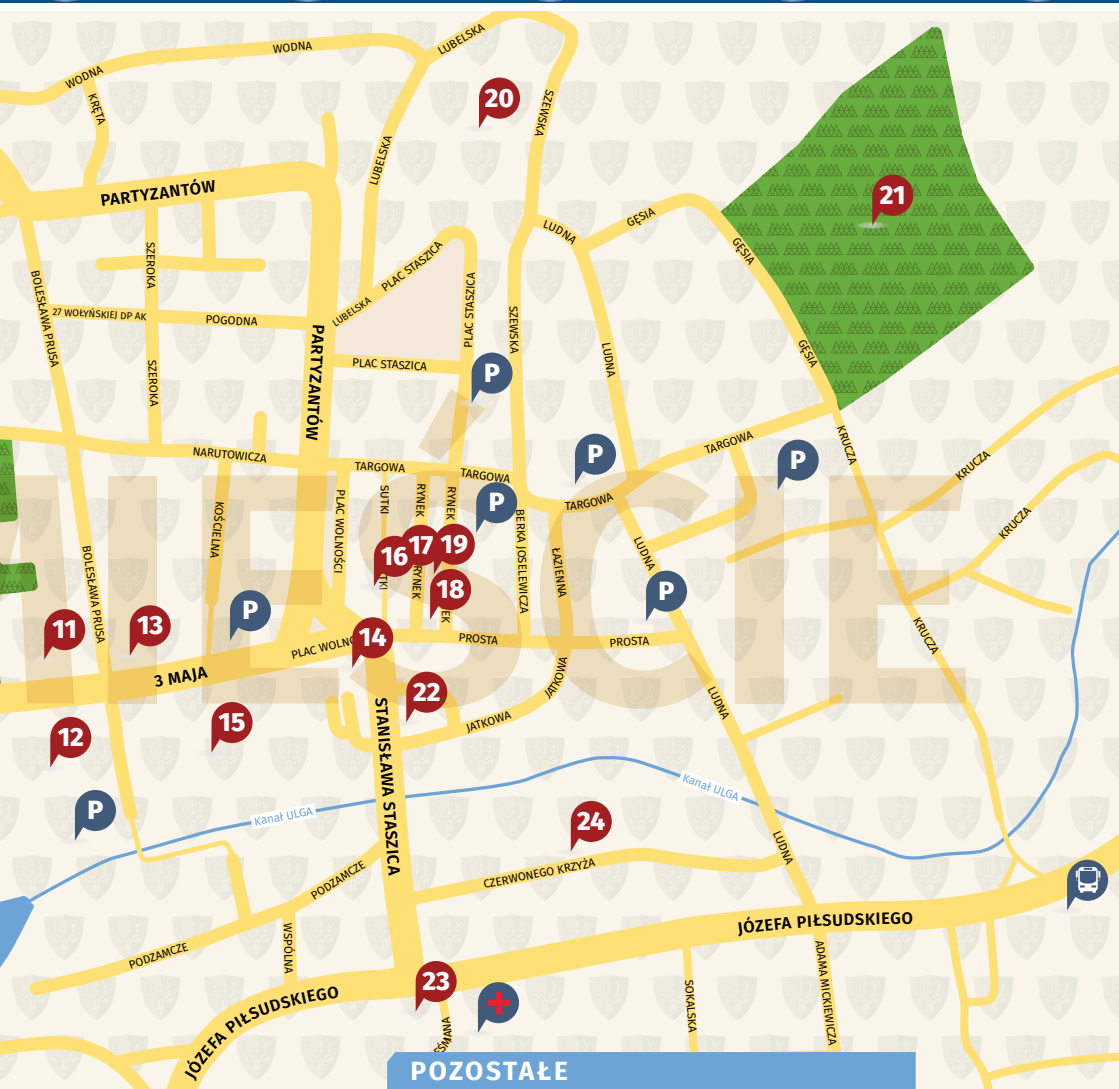 WODNA
LUBELSKA
WODNA
KRĘTA
20
SZEWSKA
LUBELSKA
PARTYZANTÓW
21
GĘSIA
LUDNA
GĘSIA
SZEROKA
PLAC STASZICA
BOLESŁAWA PRUSA
LUBELSKA
PLAC STASZICA
27 WOŁYŃSKIEJ DP AK
POGODNA
SZEWSKA
PARTYZANTÓW
LUDNA
GĘSIA
PLAC STASZICA
P
SZEROKA
NARUTOWICZA
TARGOWA
TARGOWA
TARGOWA
P
P
KRUCZA
KRUCZA
SUTKI
RYNEK
RYNEK
P
TARGOWA
KOŚCIELNA
PLAC WOLNOŚCI
BERKA JOSELEWICZA
KRUCZA
MIEŚCIE
16
17
19
RYNEK
ŁAZIENNA
LUDNA
18
P
BOLESŁAWA PRUSA
11
13
P
14
PROSTA
PROSTA
KRUCZA
3 MAJA
22
JATKOWA
12
15
JATKOWA
LUDNA
STANISŁAWA STASZICA
Kanał ULGA
Kanał ULGA
P
24
LUDNA
CZERWONEGO KRZYŻA
PODZAMCZE
PODZAMCZE
WSPÓLNA
JÓZEFA PIŁSUDSKIEGO
ADAMA MICKIEWICZA
23
JÓZEFA PIŁSUDSKIEGO
SOKALSKA
POZOSTAŁE